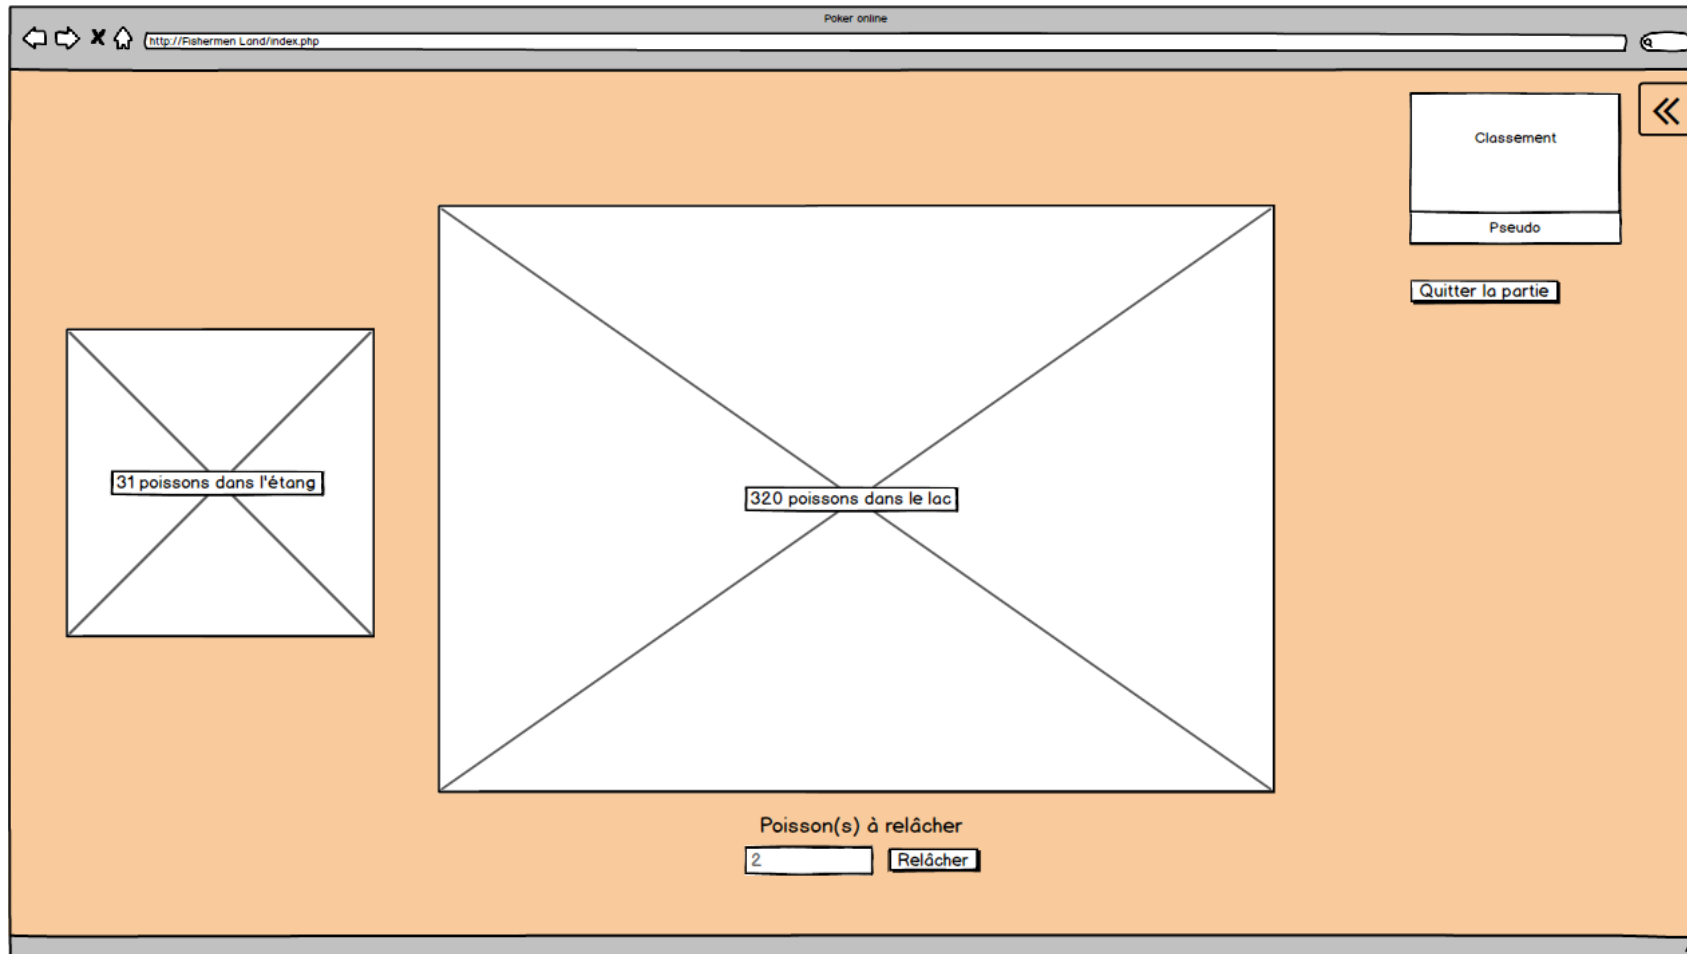 Poker online
http://Fishermen Land/index.php
Classement
Pseudo
Quitter la partie
31 poissons dans l'étang
320 poissons dans le lac
Poisson(s) à relâcher
2
Relâcher